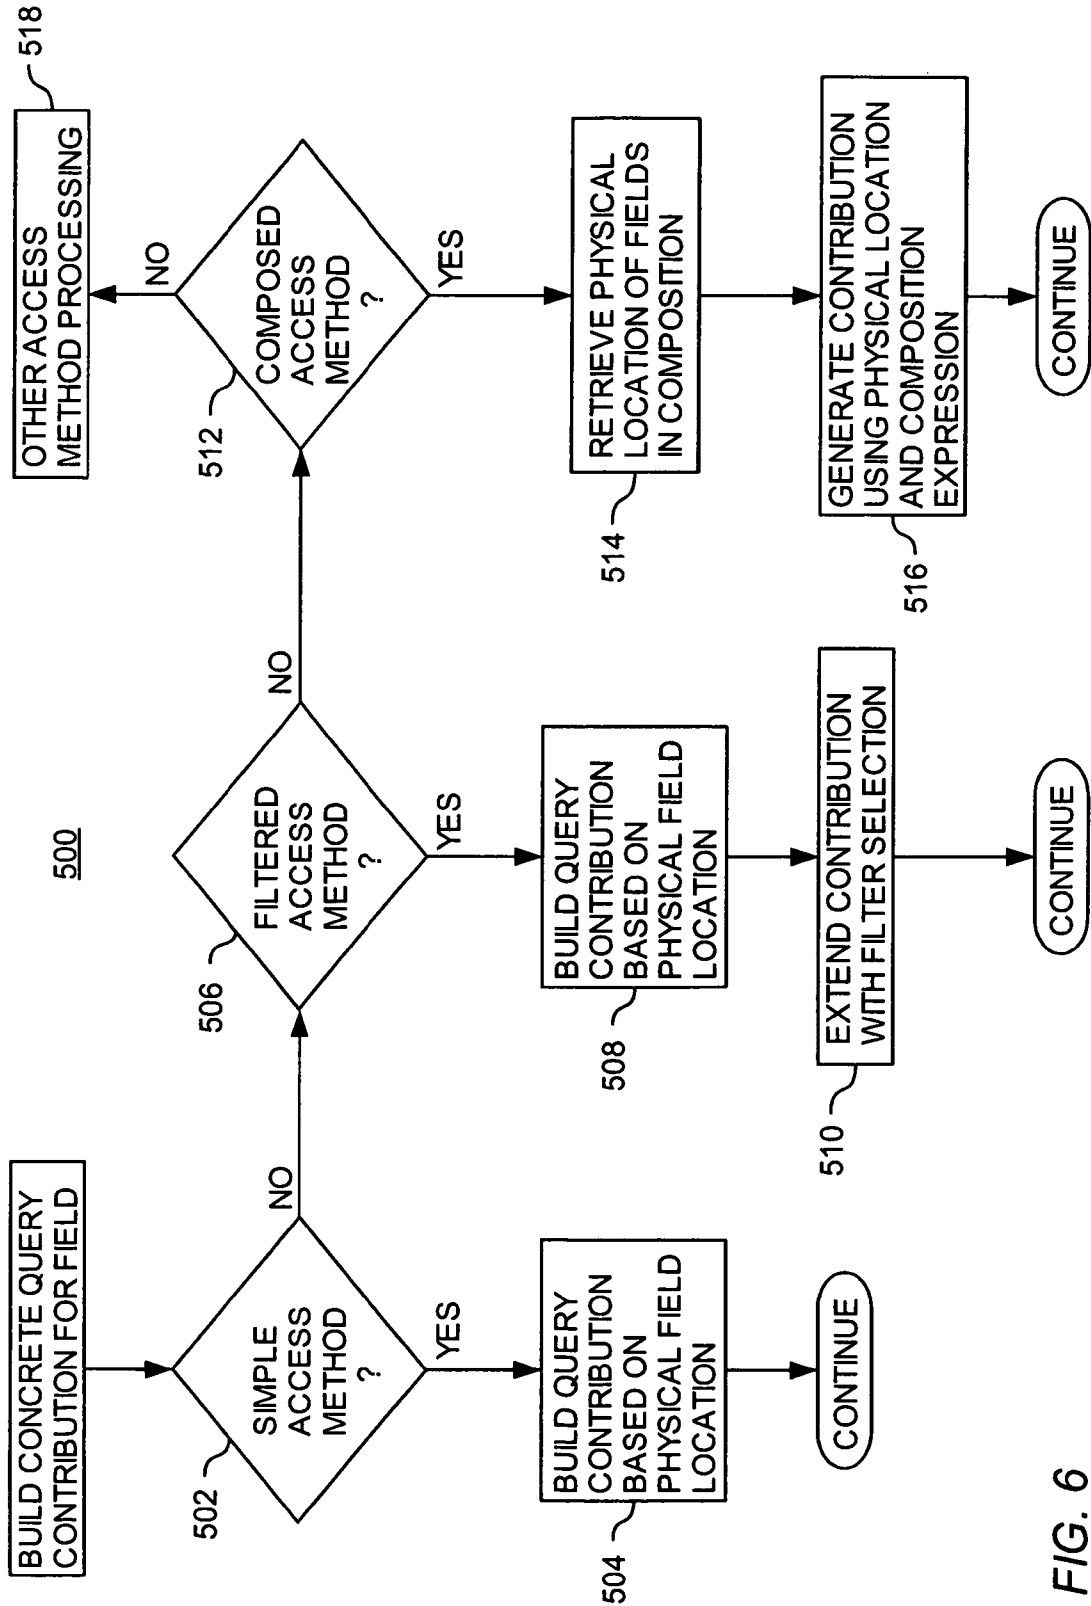 500
BUILD CONCRETE QUERY
CONTRIBUTION FOR FIELD
502
SIMPLE
ACCESS
METHOD
?
NO
YES
504
BUILD QUERY
CONTRIBUTION
BASED ON
PHYSICAL FIELD
LOCATION
CONTINUE
506
FILTERED
ACCESS
METHOD
?
NO
YES
508
BUILD QUERY
CONTRIBUTION
BASED ON
PHYSICAL FIELD
LOCATION
510
EXTEND CONTRIBUTION
WITH FILTER SELECTION
CONTINUE
512
COMPOSED
ACCESS
METHOD
?
NO
YES
518
OTHER ACCESS
METHOD PROCESSING
514
RETRIEVE PHYSICAL
LOCATION OF FIELDS
IN COMPOSITION
516
GENERATE CONTRIBUTION
USING PHYSICAL LOCATION
AND COMPOSITION
EXPRESSION
CONTINUE
FIG. 6